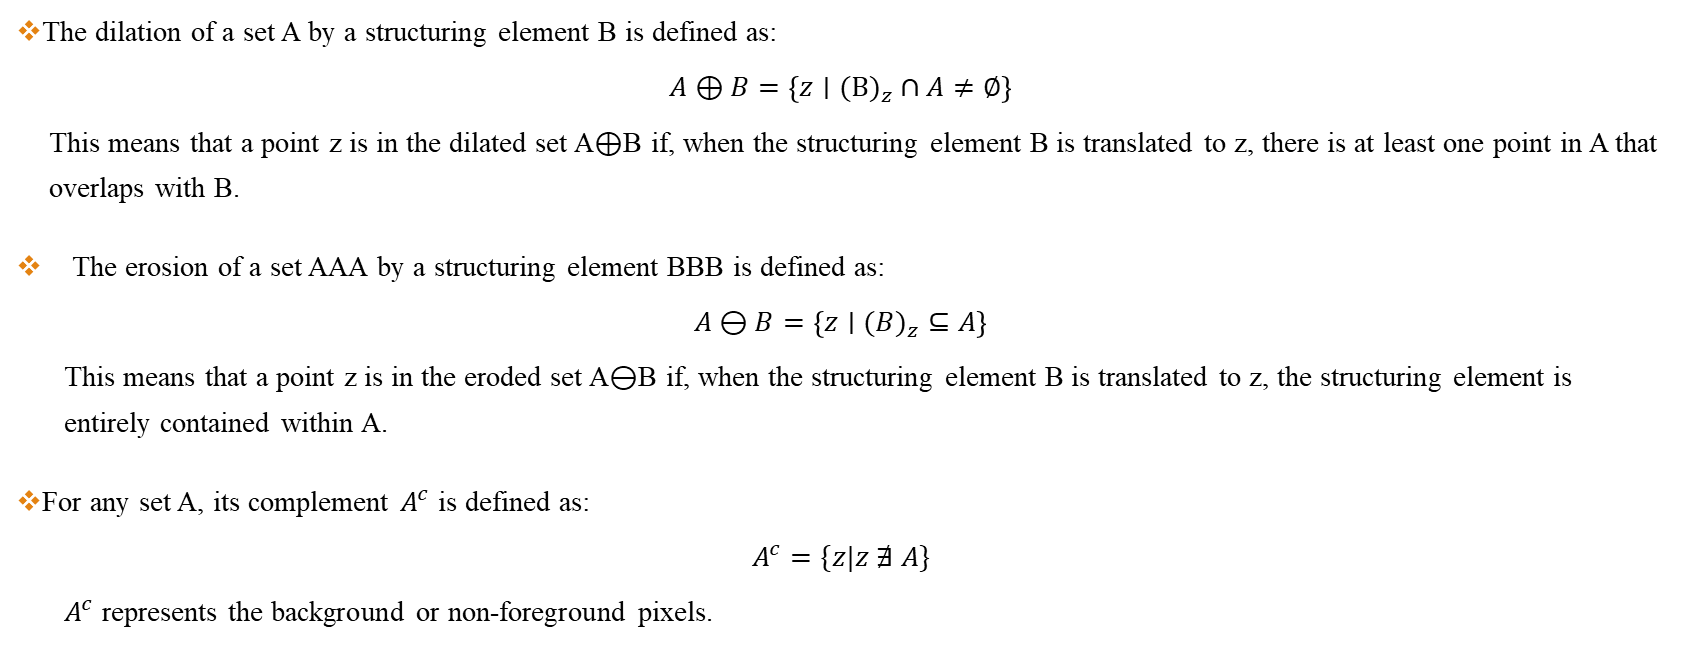 ❖The dilation of a set A by a structuring element B is defined as:
A ⊕ B = {z ∣ (B)z ∩ A ≠ ∅}
This means that a point z is in the dilated set A⊕B if, when the structuring element B is translated to z, there is at least one point in A that
overlaps with B.
❖ The erosion of a set AAA by a structuring element BBB is defined as:
A ⊖ B = {z ∣ (B)z ⊆ A}
This means that a point z is in the eroded set A⊖B if, when the structuring element B is translated to z, the structuring element is
entirely contained within A.
❖For any set A, its complement Aᶜ is defined as:
Aᶜ = {z|z ∄ A}
Aᶜ represents the background or non-foreground pixels.